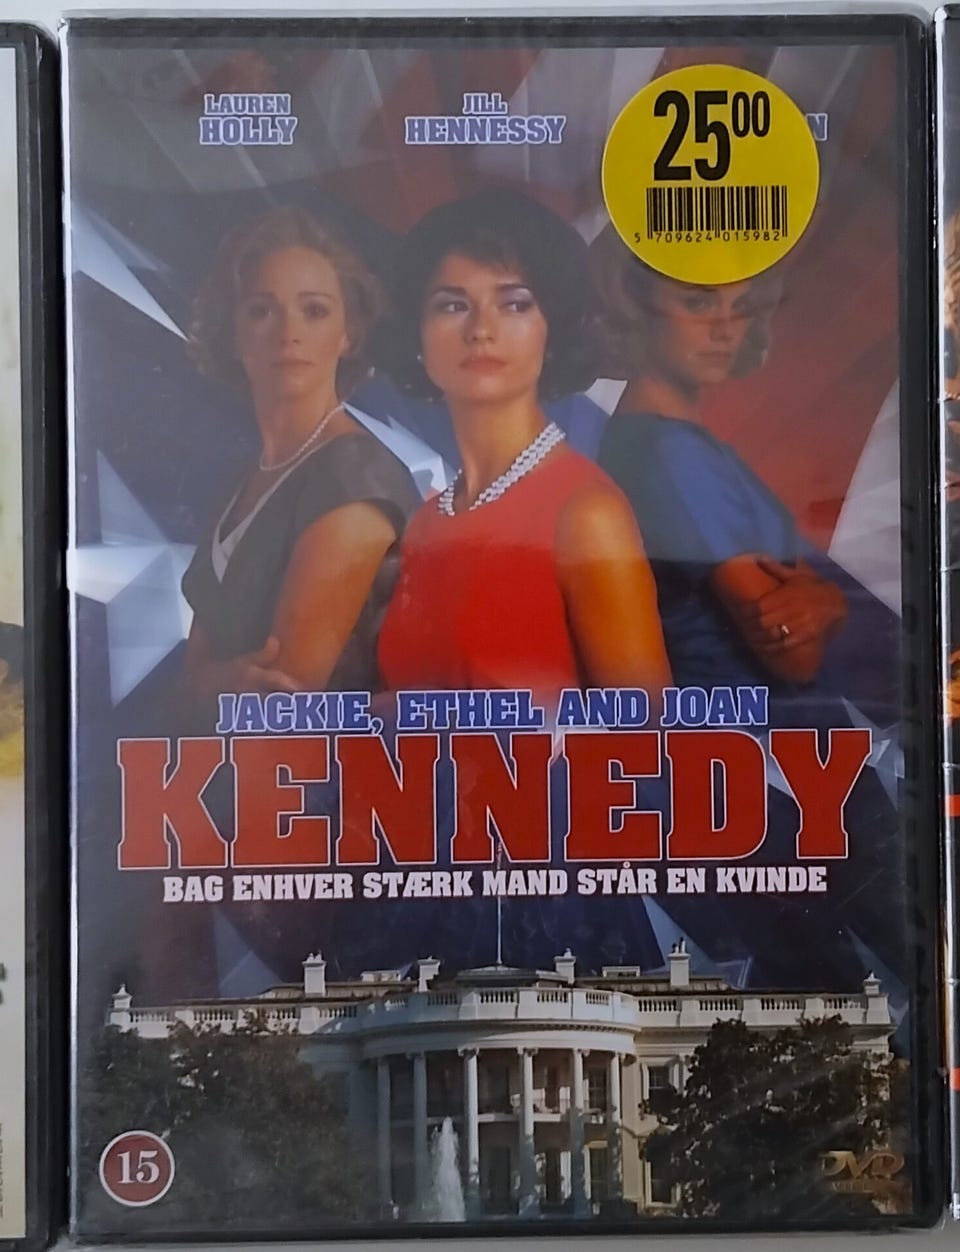 LAUREN
HOLLY
JILL
HENNESSY
N
25⁰⁰
5 709624 015982
JACKIE, ETHEL AND JOAN
KENNEDY
BAG ENHVER STÆRK MAND STÅR EN KVINDE
15
DVD
VIDEO